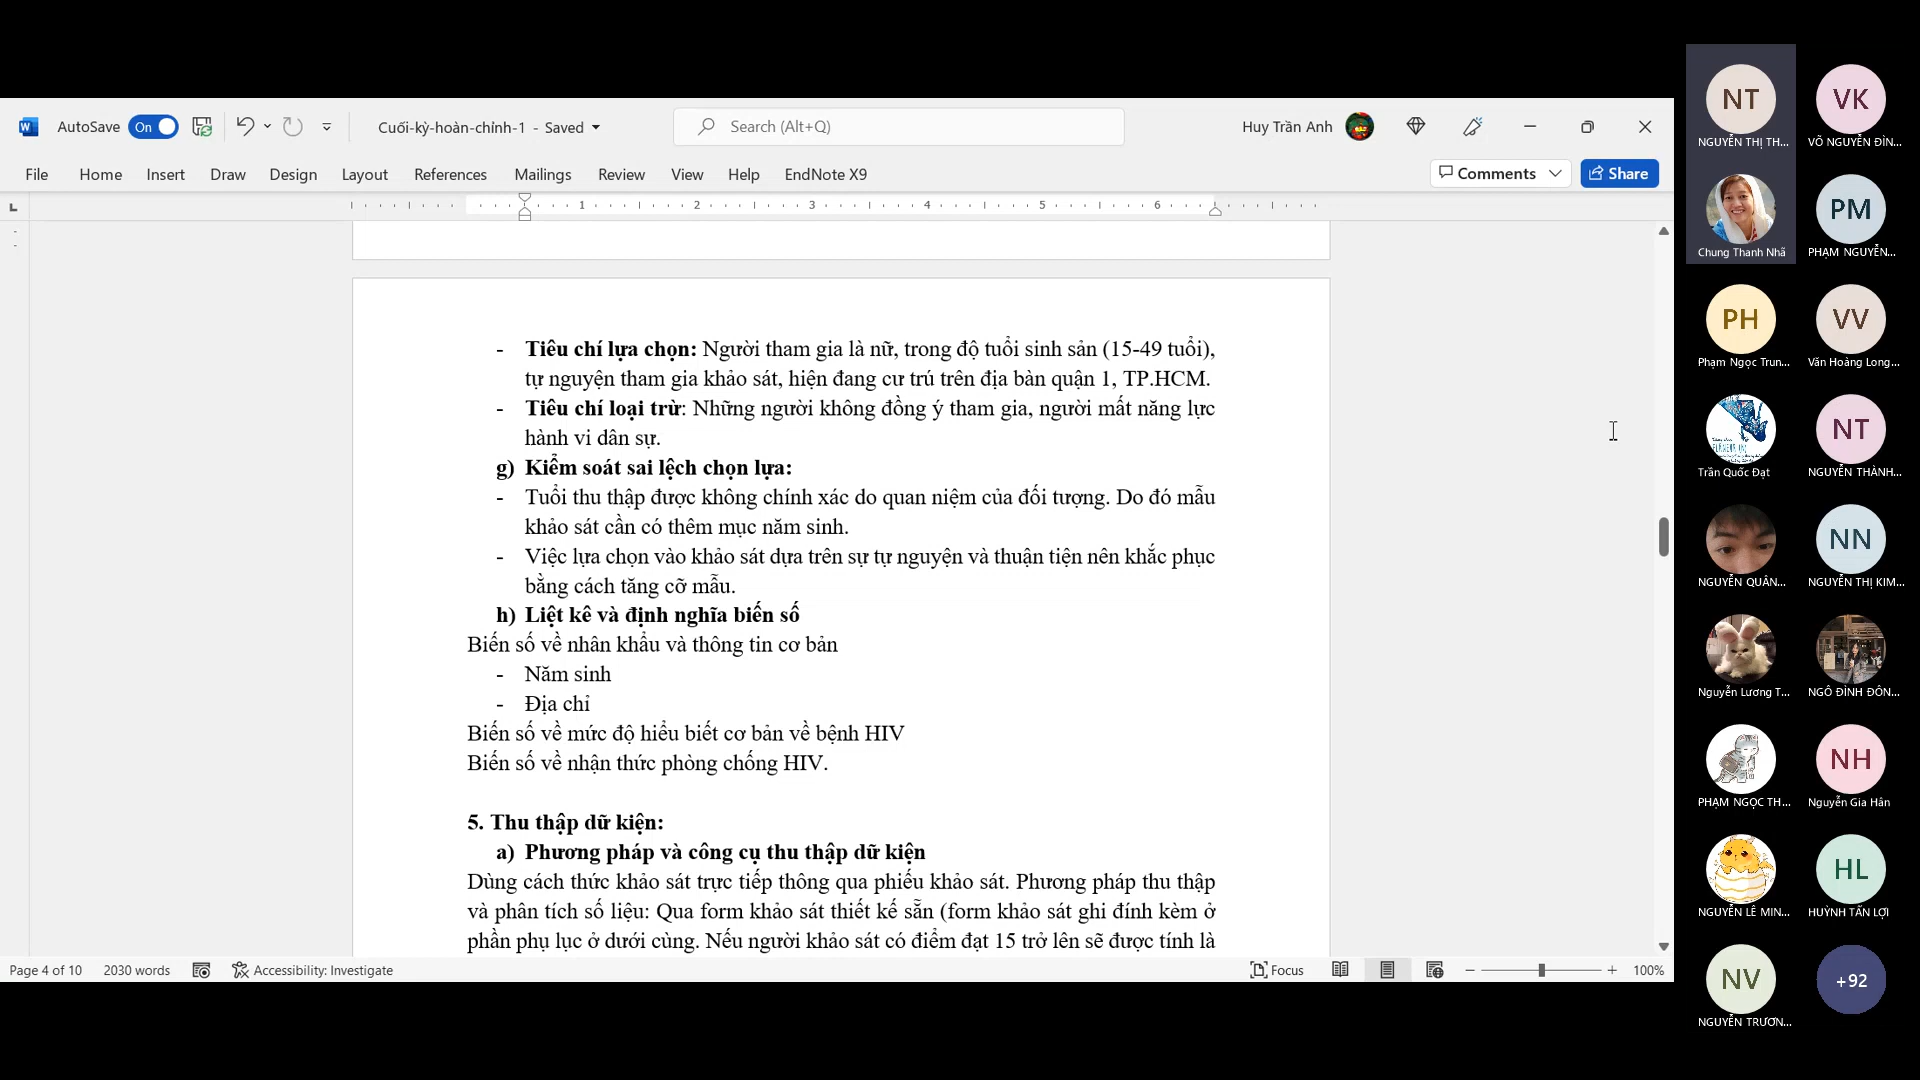 AutoSave On Cuối-kỳ-hoàn-chỉnh-1 - Saved Search (Alt+Q) Huy Trần Anh
File Home Insert Draw Design Layout References Mailings Review View Help EndNote X9 Comments Share
1 2 3 4 5 6
- Tiêu chí lựa chọn: Người tham gia là nữ, trong độ tuổi sinh sản (15-49 tuổi),
tự nguyện tham gia khảo sát, hiện đang cư trú trên địa bàn quận 1, TP.HCM.
- Tiêu chí loại trừ: Những người không đồng ý tham gia, người mất năng lực
hành vi dân sự.
g) Kiểm soát sai lệch chọn lựa:
- Tuổi thu thập được không chính xác do quan niệm của đối tượng. Do đó mẫu
khảo sát cần có thêm mục năm sinh.
- Việc lựa chọn vào khảo sát dựa trên sự tự nguyện và thuận tiện nên khắc phục
bằng cách tăng cỡ mẫu.
h) Liệt kê và định nghĩa biến số
Biến số về nhân khẩu và thông tin cơ bản
- Năm sinh
- Địa chỉ
Biến số về mức độ hiểu biết cơ bản về bệnh HIV
Biến số về nhận thức phòng chống HIV.
5. Thu thập dữ kiện:
a) Phương pháp và công cụ thu thập dữ kiện
Dùng cách thức khảo sát trực tiếp thông qua phiếu khảo sát. Phương pháp thu thập
và phân tích số liệu: Qua form khảo sát thiết kế sẵn (form khảo sát ghi đính kèm ở
phần phụ lục ở dưới cùng. Nếu người khảo sát có điểm đạt 15 trở lên sẽ được tính là
Page 4 of 10 2030 words Accessibility: Investigate Focus 100%
NT VK
NGUYỄN THỊ TH... VÕ NGUYỄN ĐÌN...
PM
Chung Thanh Nhã PHẠM NGUYỄN...
PH VV
Phạm Ngọc Trun... Văn Hoàng Long...
NT
Trần Quốc Đạt NGUYỄN THÀNH...
NN
NGUYỄN QUÂN... NGUYỄN THỊ KIM...
Nguyễn Lương T... NGÔ ĐÌNH ĐÔN...
NH
PHẠM NGỌC TH... Nguyễn Gia Hân
HL
NGUYỄN LÊ MIN... HUỲNH TẤN LỢI
NV +92
NGUYỄN TRƯƠN...